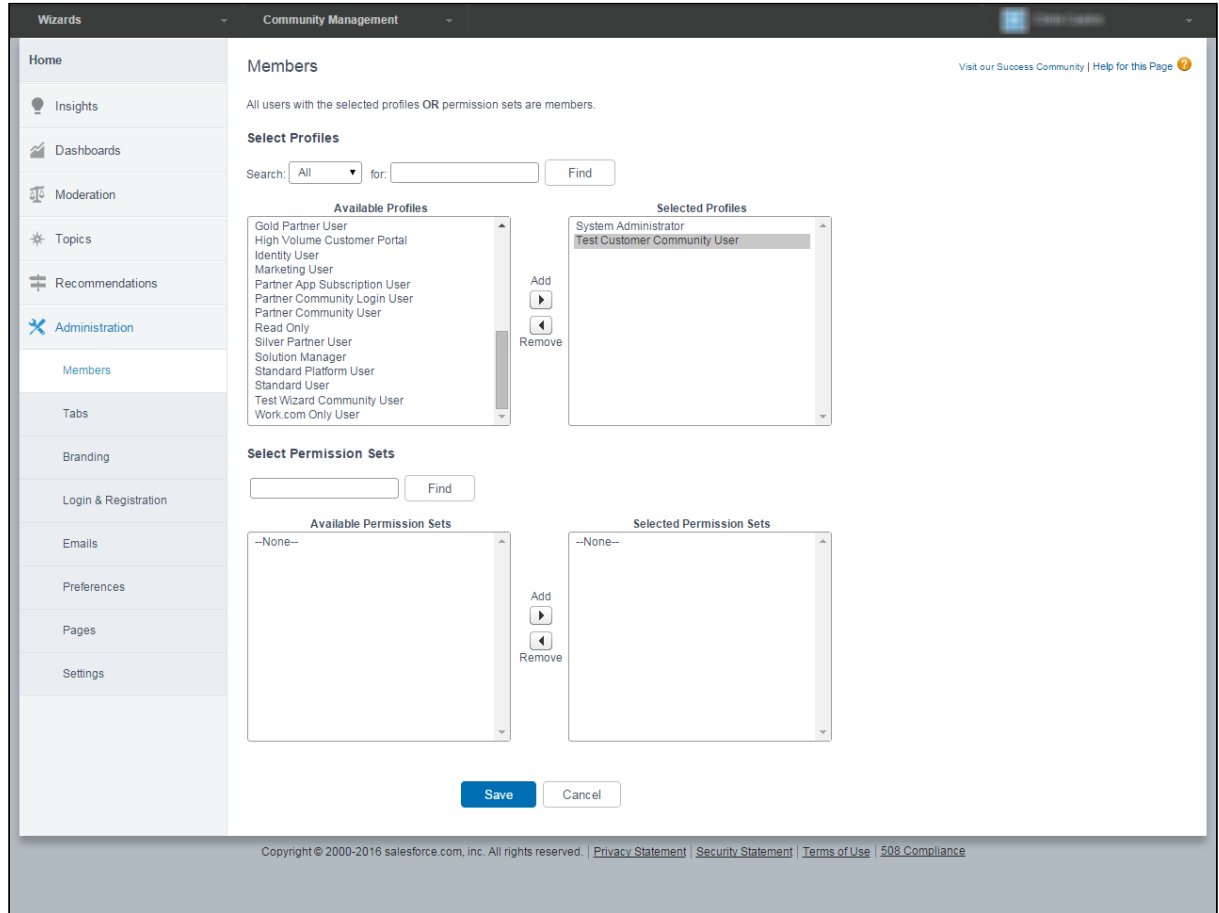 Wizards
Community Management
Home
Insights
Dashboards
Moderation
Topics
Recommendations
Administration
Members
Tabs
Branding
Login & Registration
Emails
Preferences
Pages
Settings
Members
Visit our Success Community | Help for this Page ?
All users with the selected profiles OR permission sets are members.
Select Profiles
Search: All for: Find
Available Profiles
Gold Partner User
High Volume Customer Portal
Identity User
Marketing User
Partner App Subscription User
Partner Community Login User
Partner Community User
Read Only
Silver Partner User
Solution Manager
Standard Platform User
Standard User
Test Wizard Community User
Work.com Only User
Add
Remove
Selected Profiles
System Administrator
Test Customer Community User
Select Permission Sets
Find
Available Permission Sets
--None--
Add
Remove
Selected Permission Sets
--None--
Save
Cancel
Copyright © 2000-2016 salesforce.com, inc. All rights reserved. | Privacy Statement | Security Statement | Terms of Use | 508 Compliance